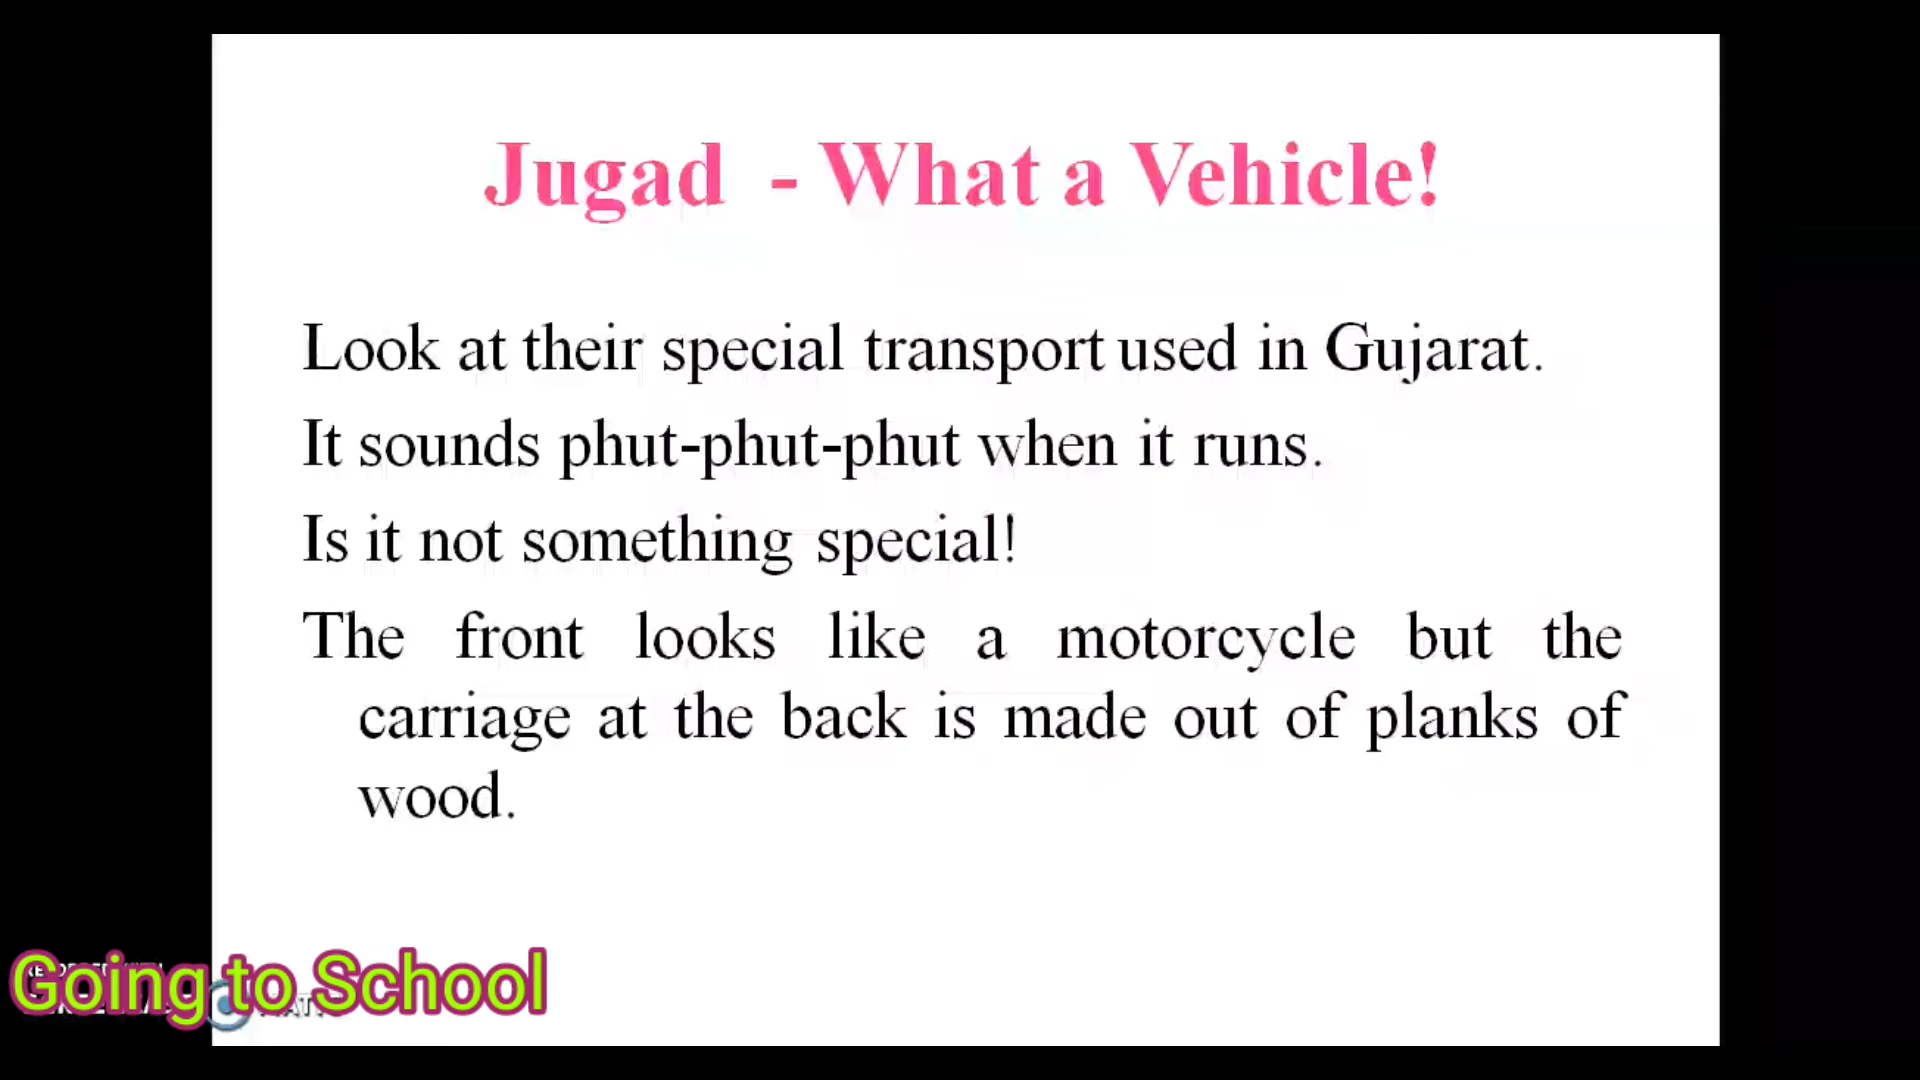 Jugad - What a Vehicle!
Look at their special transport used in Gujarat.
It sounds phut-phut-phut when it runs.
Is it not something special!
The front looks like a motorcycle but the
carriage at the back is made out of planks of
wood.
Going to School